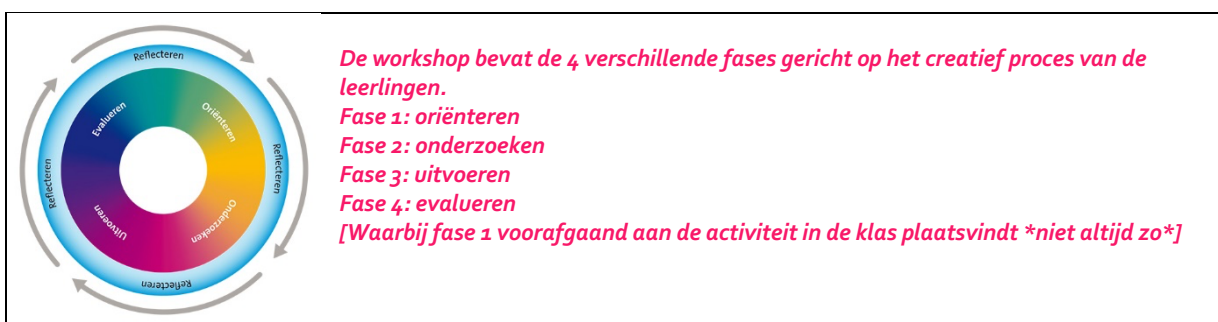 Reflecteren
Oriënteren
Reflecteren
Onderzoeken
Reflecteren
Uitvoeren
Reflecteren
Evalueren
De workshop bevat de 4 verschillende fases gericht op het creatief proces van de
leerlingen.
Fase 1: oriënteren
Fase 2: onderzoeken
Fase 3: uitvoeren
Fase 4: evalueren
[Waarbij fase 1 voorafgaand aan de activiteit in de klas plaatsvindt *niet altijd zo*]